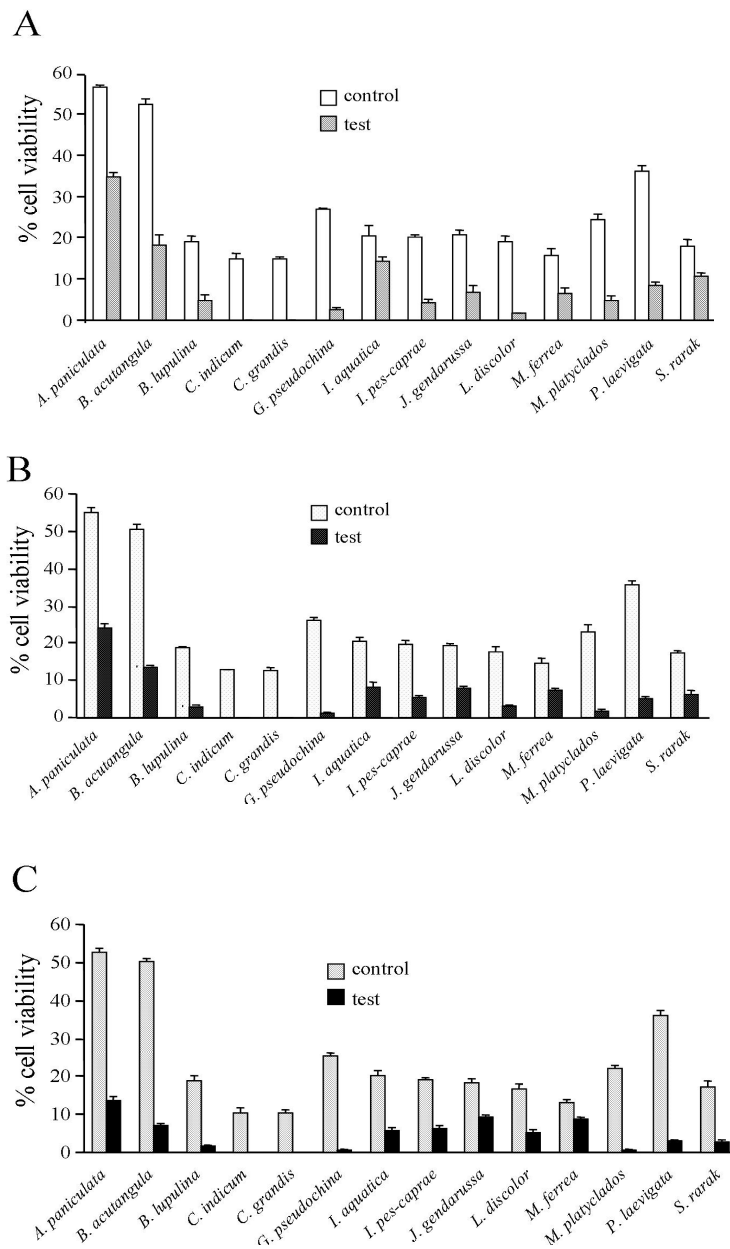 A
% cell viability
60
50
40
30
20
10
0
control
test
A. paniculata
B. acutangula
B. lupulina
C. indicum
C. grandis
G. pseudochina
I. aquatica
I. pes-caprae
J. gendarussa
L. discolor
M. ferrea
M. platyclados
P. laevigata
S. rarak
B
% cell viability
60
50
40
30
20
10
0
control
test
A. paniculata
B. acutangula
B. lupulina
C. indicum
C. grandis
G. pseudochina
I. aquatica
I. pes-caprae
J. gendarussa
L. discolor
M. ferrea
M. platyclados
P. laevigata
S. rarak
C
% cell viability
60
50
40
30
20
10
0
control
test
A. paniculata
B. acutangula
B. lupulina
C. indicum
C. grandis
G. pseudochina
I. aquatica
I. pes-caprae
J. gendarussa
L. discolor
M. ferrea
M. platyclados
P. laevigata
S. rarak